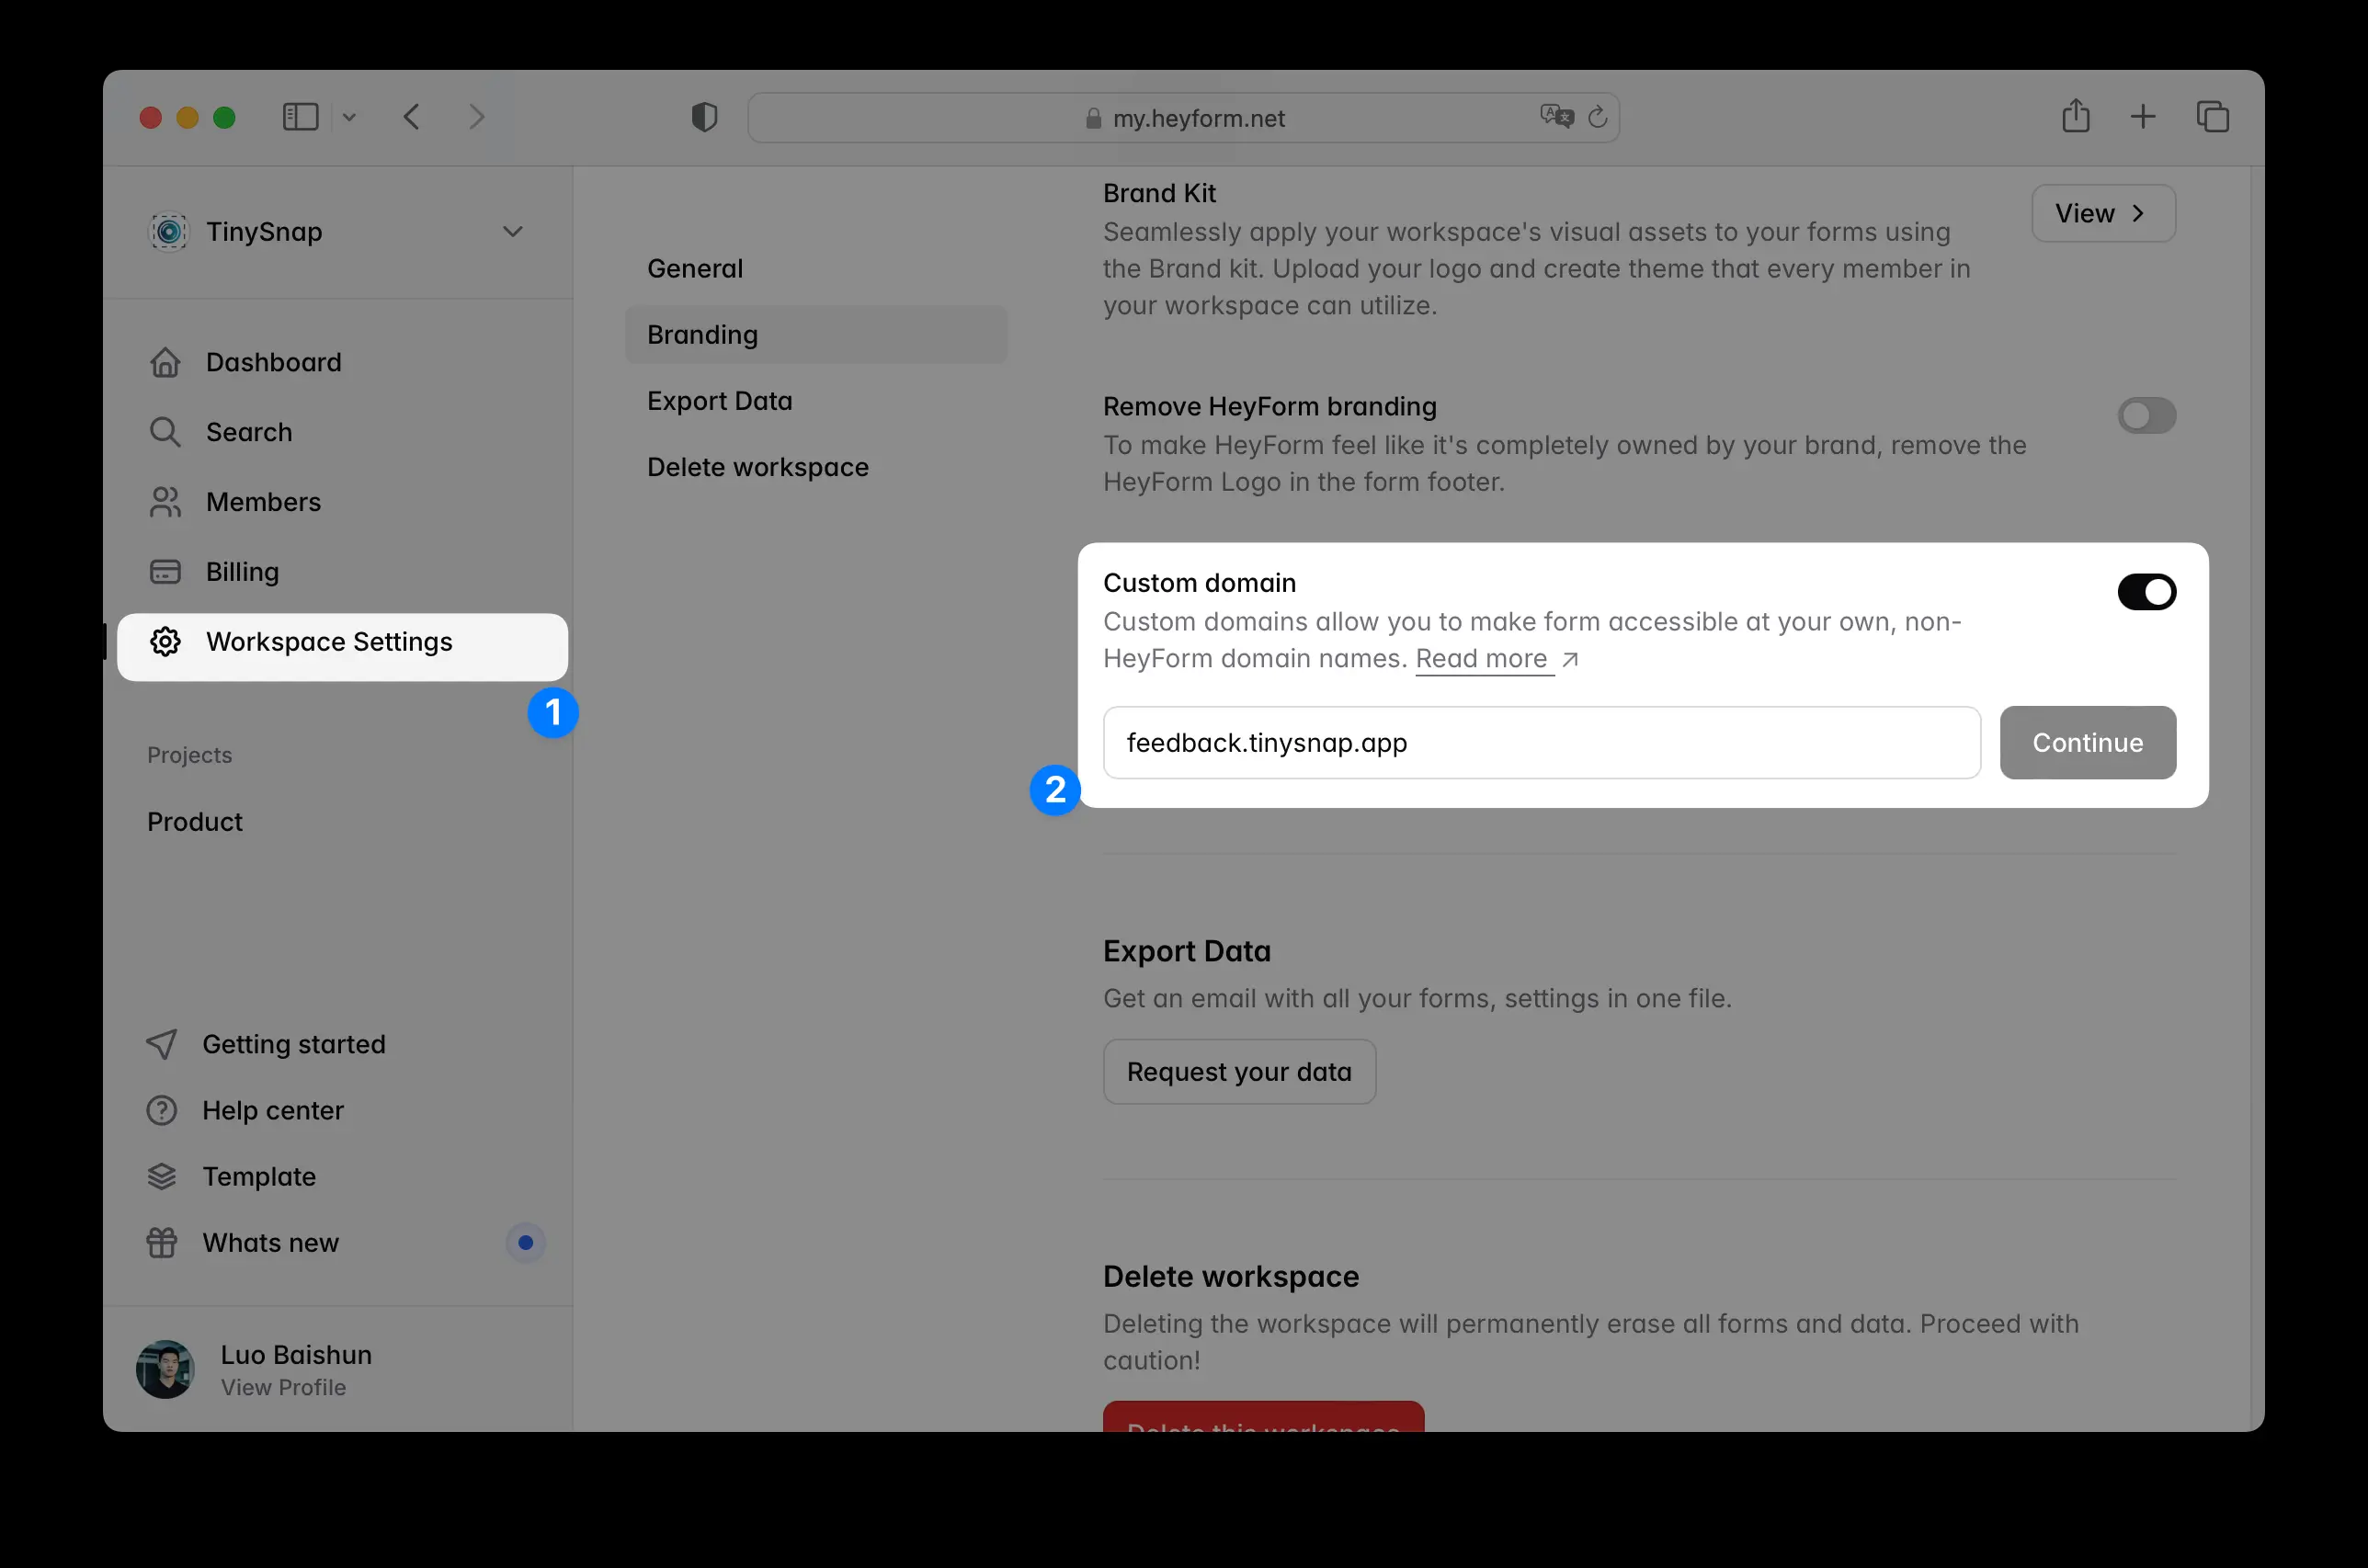 my.heyform.net
TinySnap
Dashboard
Search
Members
Billing
Workspace Settings
1
Projects
Product
Getting started
Help center
Template
Whats new
Luo Baishun
View Profile
General
Branding
Export Data
Delete workspace
Brand Kit
Seamlessly apply your workspace's visual assets to your forms using
the Brand kit. Upload your logo and create theme that every member in
your workspace can utilize.
View
Remove HeyForm branding
To make HeyForm feel like it's completely owned by your brand, remove the
HeyForm Logo in the form footer.
Custom domain
Custom domains allow you to make form accessible at your own, non-
HeyForm domain names. Read more
feedback.tinysnap.app
Continue
2
Export Data
Get an email with all your forms, settings in one file.
Request your data
Delete workspace
Deleting the workspace will permanently erase all forms and data. Proceed with
caution!
Delete this workspace